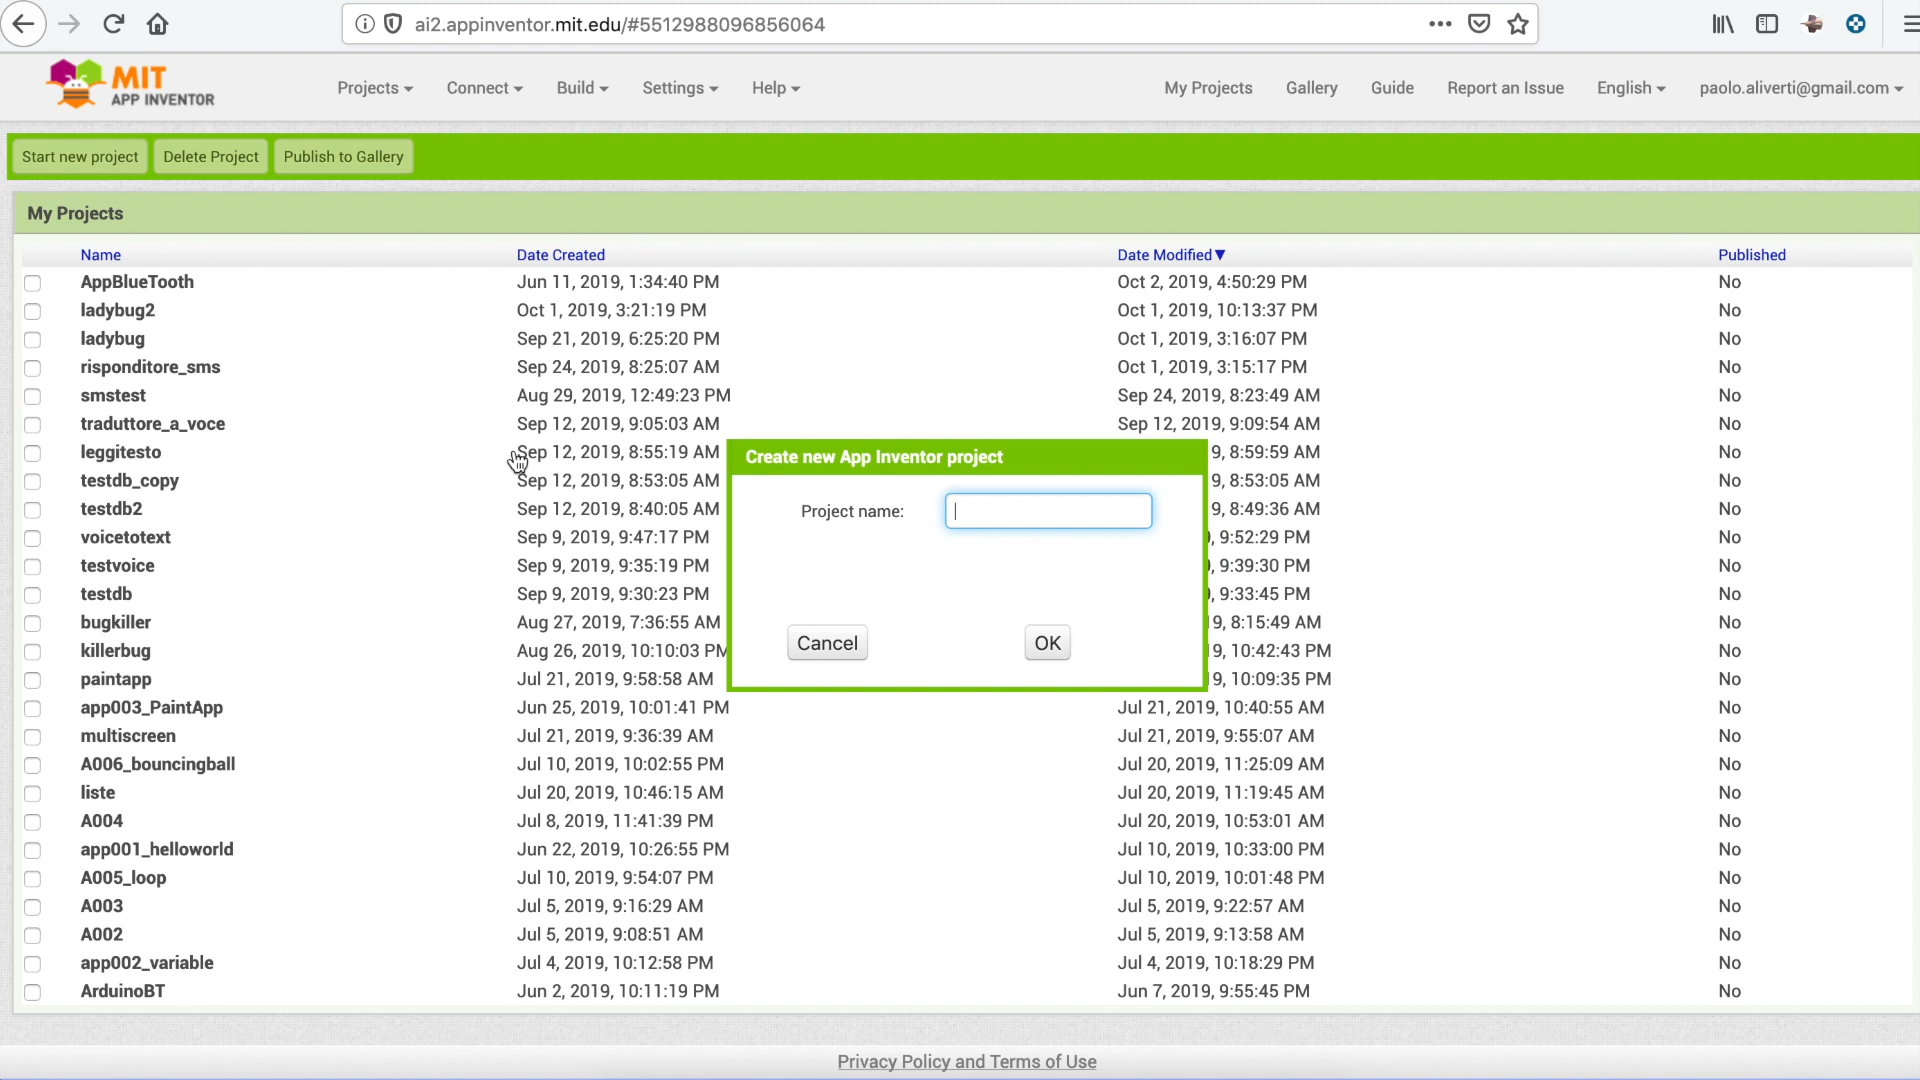 ai2.appinventor.mit.edu/#5512988096856064
MIT
APP INVENTOR
Projects Connect Build Settings Help My Projects Gallery Guide Report an Issue English paolo.aliverti@gmail.com
Start new project Delete Project Publish to Gallery
My Projects
Name Date Created Date Modified▼ Published
AppBlueTooth Jun 11, 2019, 1:34:40 PM Oct 2, 2019, 4:50:29 PM No
ladybug2 Oct 1, 2019, 3:21:19 PM Oct 1, 2019, 10:13:37 PM No
ladybug Sep 21, 2019, 6:25:20 PM Oct 1, 2019, 3:16:07 PM No
risponditore_sms Sep 24, 2019, 8:25:07 AM Oct 1, 2019, 3:15:17 PM No
smstest Aug 29, 2019, 12:49:23 PM Sep 24, 2019, 8:23:49 AM No
traduttore_a_voce Sep 12, 2019, 9:05:03 AM Sep 12, 2019, 9:09:54 AM No
leggitesto Sep 12, 2019, 8:55:19 AM 9, 8:59:59 AM No
testdb_copy Sep 12, 2019, 8:53:05 AM 9, 8:53:05 AM No
testdb2 Sep 12, 2019, 8:40:05 AM 9, 8:49:36 AM No
voicetotext Sep 9, 2019, 9:47:17 PM , 9:52:29 PM No
testvoice Sep 9, 2019, 9:35:19 PM , 9:39:30 PM No
testdb Sep 9, 2019, 9:30:23 PM , 9:33:45 PM No
bugkiller Aug 27, 2019, 7:36:55 AM 19, 8:15:49 AM No
killerbug Aug 26, 2019, 10:10:03 PM 19, 10:42:43 PM No
paintapp Jul 21, 2019, 9:58:58 AM 19, 10:09:35 PM No
app003_PaintApp Jun 25, 2019, 10:01:41 PM Jul 21, 2019, 10:40:55 AM No
multiscreen Jul 21, 2019, 9:36:39 AM Jul 21, 2019, 9:55:07 AM No
A006_bouncingball Jul 10, 2019, 10:02:55 PM Jul 20, 2019, 11:25:09 AM No
liste Jul 20, 2019, 10:46:15 AM Jul 20, 2019, 11:19:45 AM No
A004 Jul 8, 2019, 11:41:39 PM Jul 20, 2019, 10:53:01 AM No
app001_helloworld Jun 22, 2019, 10:26:55 PM Jul 10, 2019, 10:33:00 PM No
A005_loop Jul 10, 2019, 9:54:07 PM Jul 10, 2019, 10:01:48 PM No
A003 Jul 5, 2019, 9:16:29 AM Jul 5, 2019, 9:22:57 AM No
A002 Jul 5, 2019, 9:08:51 AM Jul 5, 2019, 9:13:58 AM No
app002_variable Jul 4, 2019, 10:12:58 PM Jul 4, 2019, 10:18:29 PM No
ArduinoBT Jun 2, 2019, 10:11:19 PM Jun 7, 2019, 9:55:45 PM No
Create new App Inventor project
Project name:
Cancel OK
Privacy Policy and Terms of Use